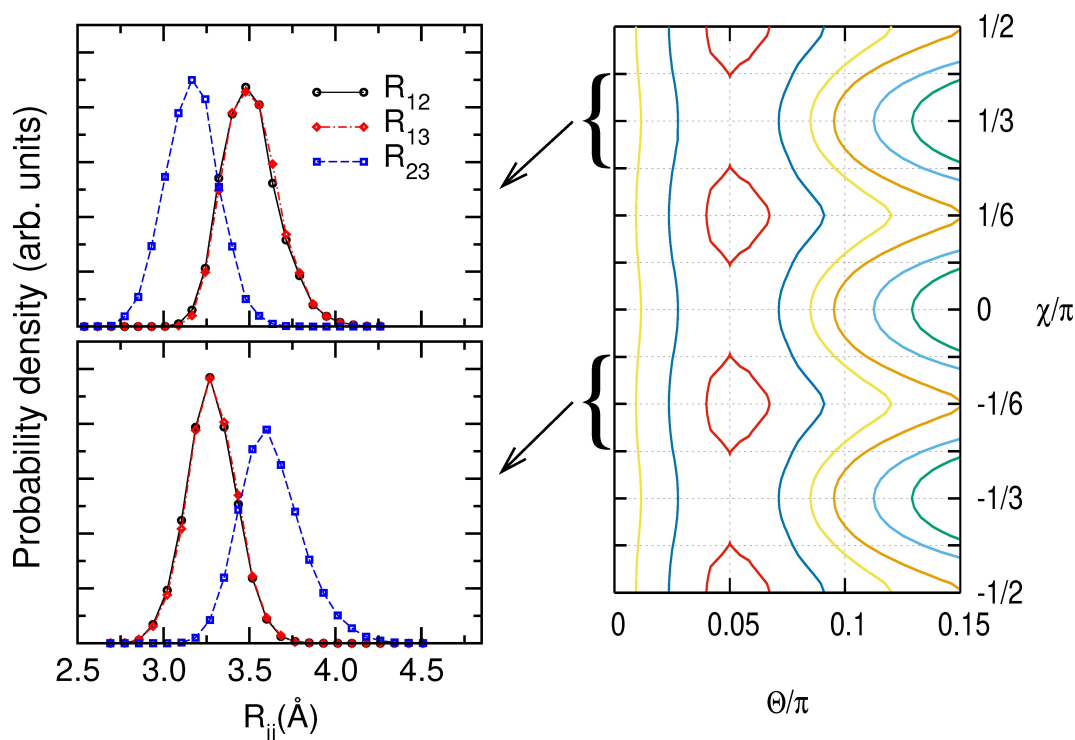 Probability density (arb. units)
R12
R13
R23
2.5 3.0 3.5 4.0 4.5
Rij(Å)
1/2
1/3
1/6
0
-1/6
-1/3
-1/2
χ/π
0 0.05 0.1 0.15
Θ/π